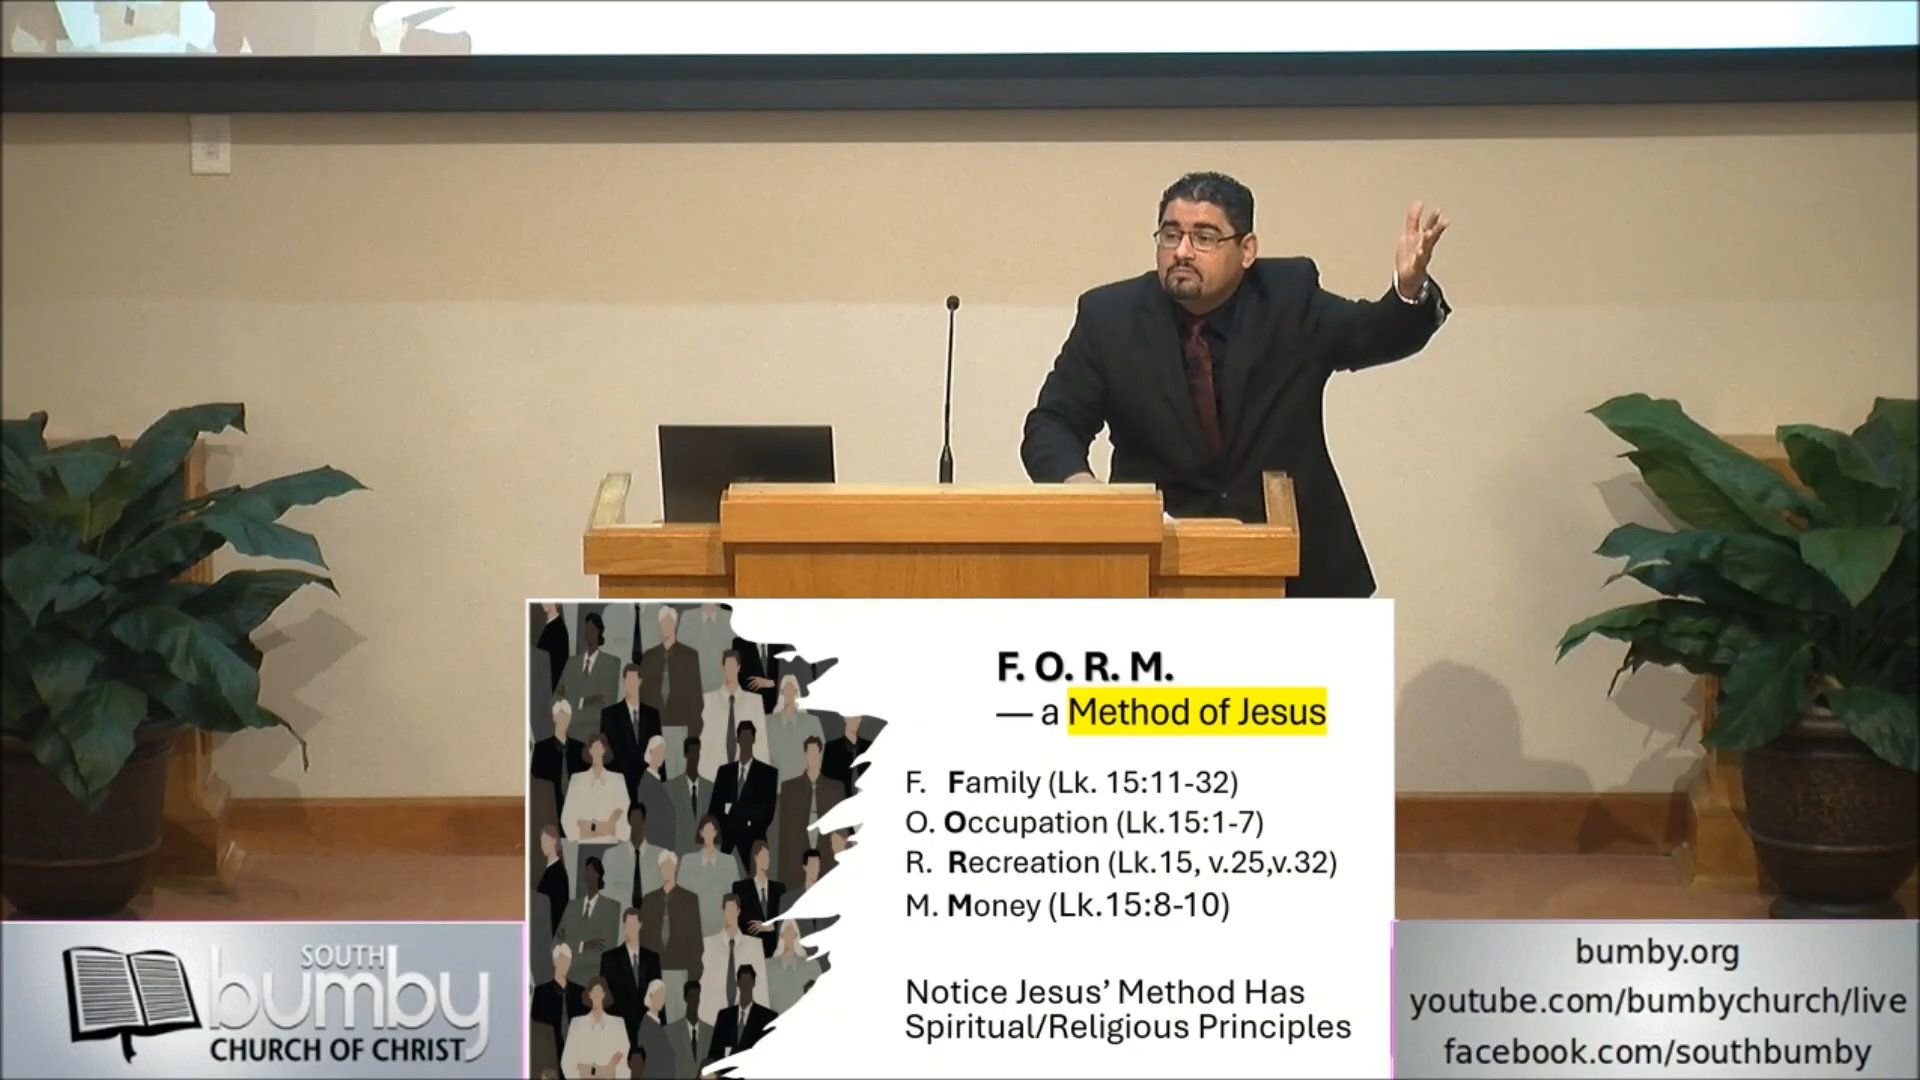 F. O. R. M.
— a Method of Jesus
F. Family (Lk. 15:11-32)
O. Occupation (Lk.15:1-7)
R. Recreation (Lk.15, v.25,v.32)
M. Money (Lk.15:8-10)
Notice Jesus’ Method Has
Spiritual/Religious Principles
SOUTH
bumby
CHURCH OF CHRIST
bumby.org
youtube.com/bumbychurch/live
facebook.com/southbumby